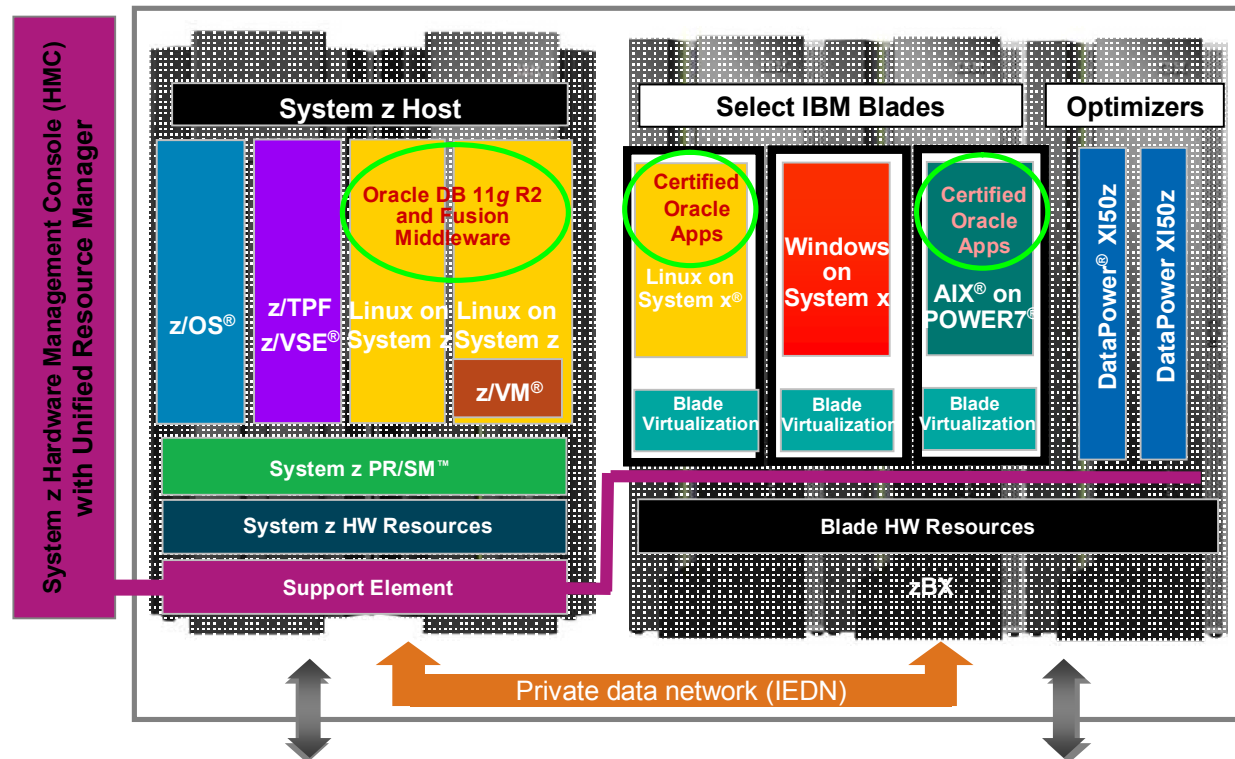 System z Hardware Management Console (HMC)
with Unified Resource Manager
System z Host
Select IBM Blades
Optimizers
z/OS®
z/TPF
z/VSE®
Oracle DB 11g R2
and Fusion
Middleware
Linux on
System z
Linux on
System z
z/VM®
Certified
Oracle
Apps
Linux on
System x®
Blade
Virtualization
Windows
on
System x
Blade
Virtualization
Certified
Oracle
Apps
AIX® on
POWER7®
Blade
Virtualization
DataPower® XI50z
DataPower XI50z
System z PR/SM™
System z HW Resources
Support Element
Blade HW Resources
zBX
Private data network (IEDN)